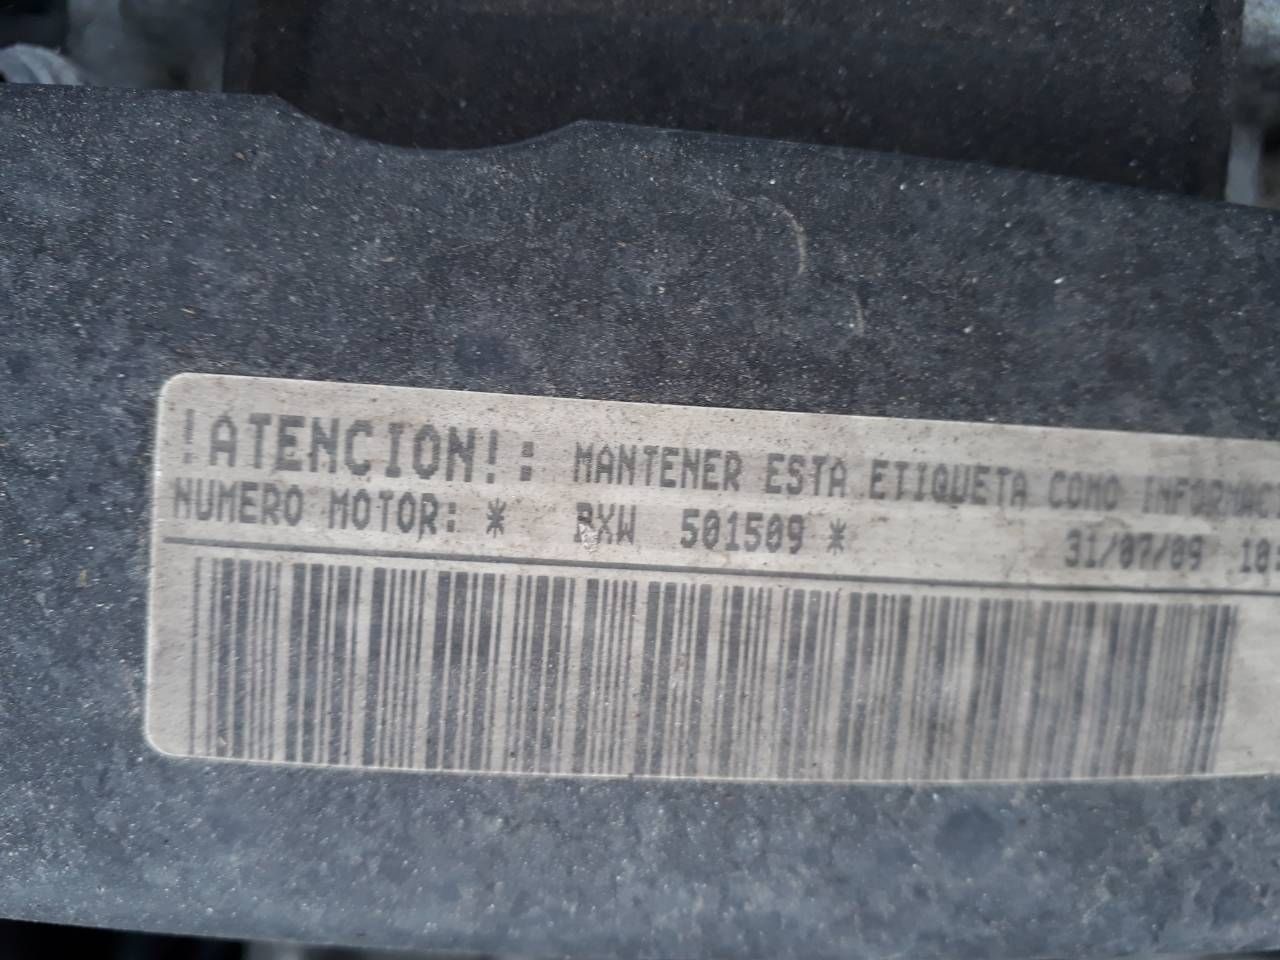 !ATENCION!: MANTENER ESTA ETIQUETA COMO
NUMERO MOTOR: * BXW 501509 * 31/07/09